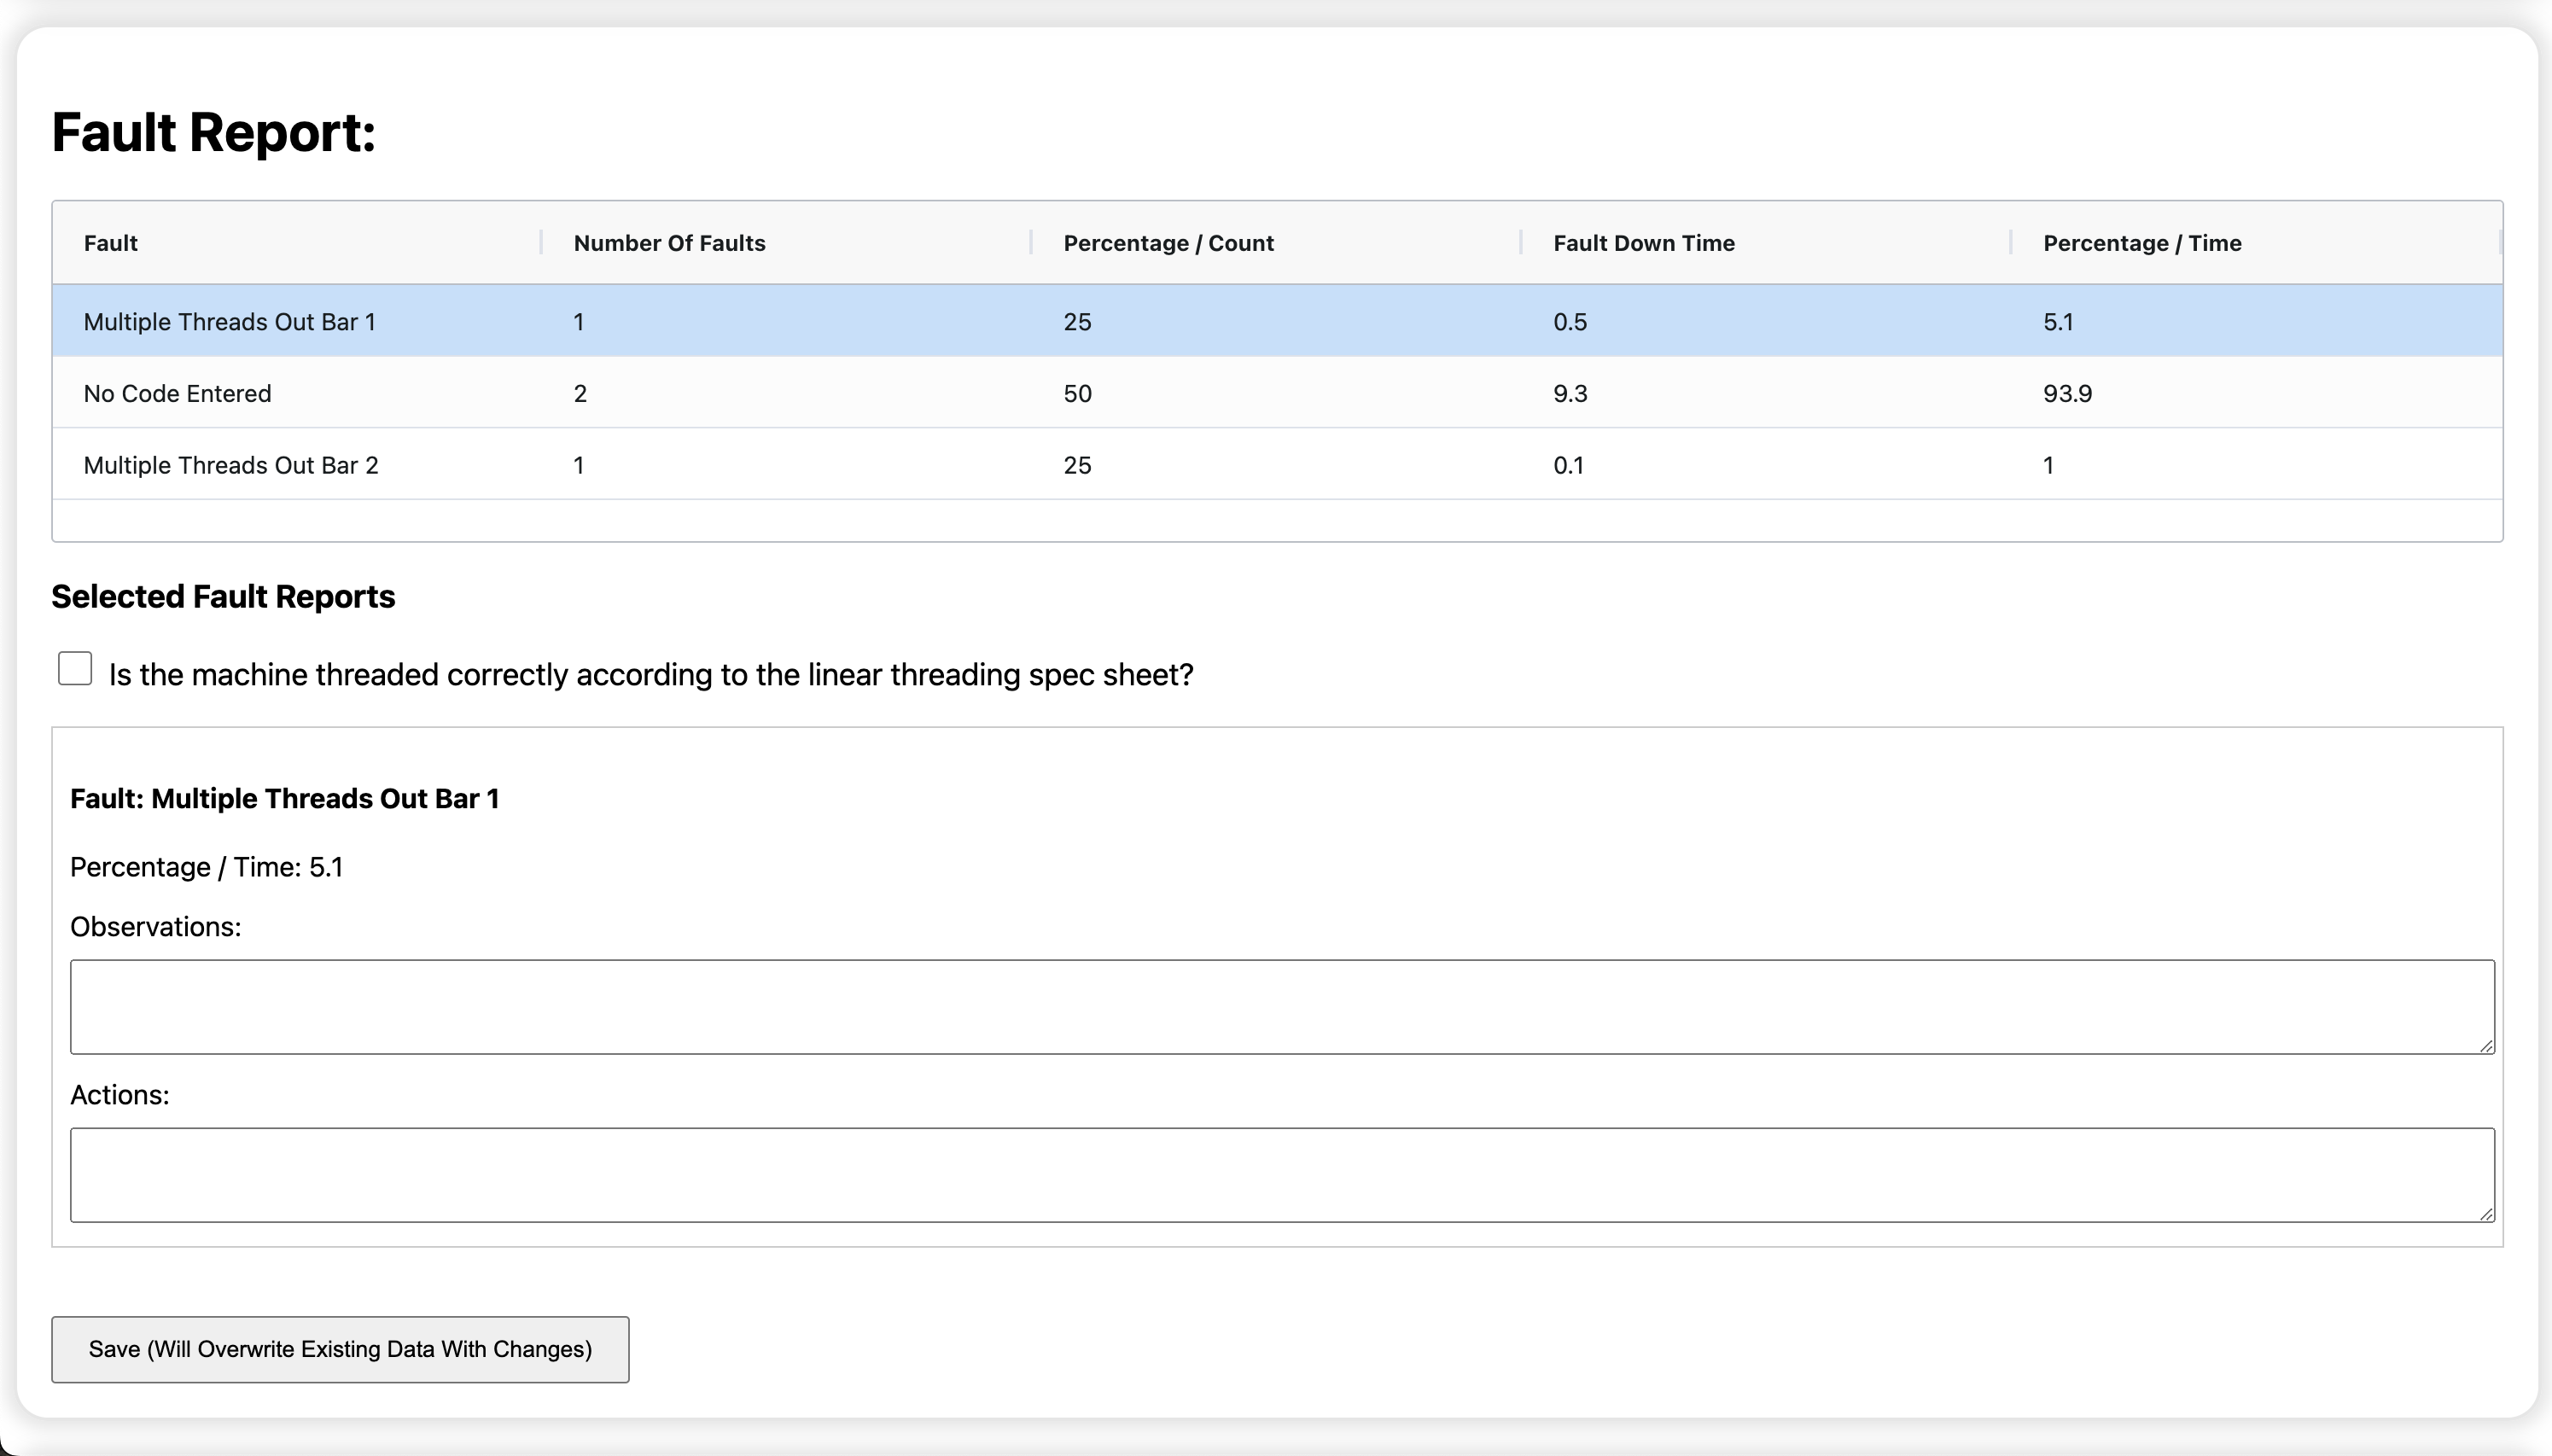 Fault Report:
Fault Number Of Faults Percentage / Count Fault Down Time Percentage / Time
Multiple Threads Out Bar 1 1 25 0.5 5.1
No Code Entered 2 50 9.3 93.9
Multiple Threads Out Bar 2 1 25 0.1 1
Selected Fault Reports
Is the machine threaded correctly according to the linear threading spec sheet?
Fault: Multiple Threads Out Bar 1
Percentage / Time: 5.1
Observations:
Actions:
Save (Will Overwrite Existing Data With Changes)